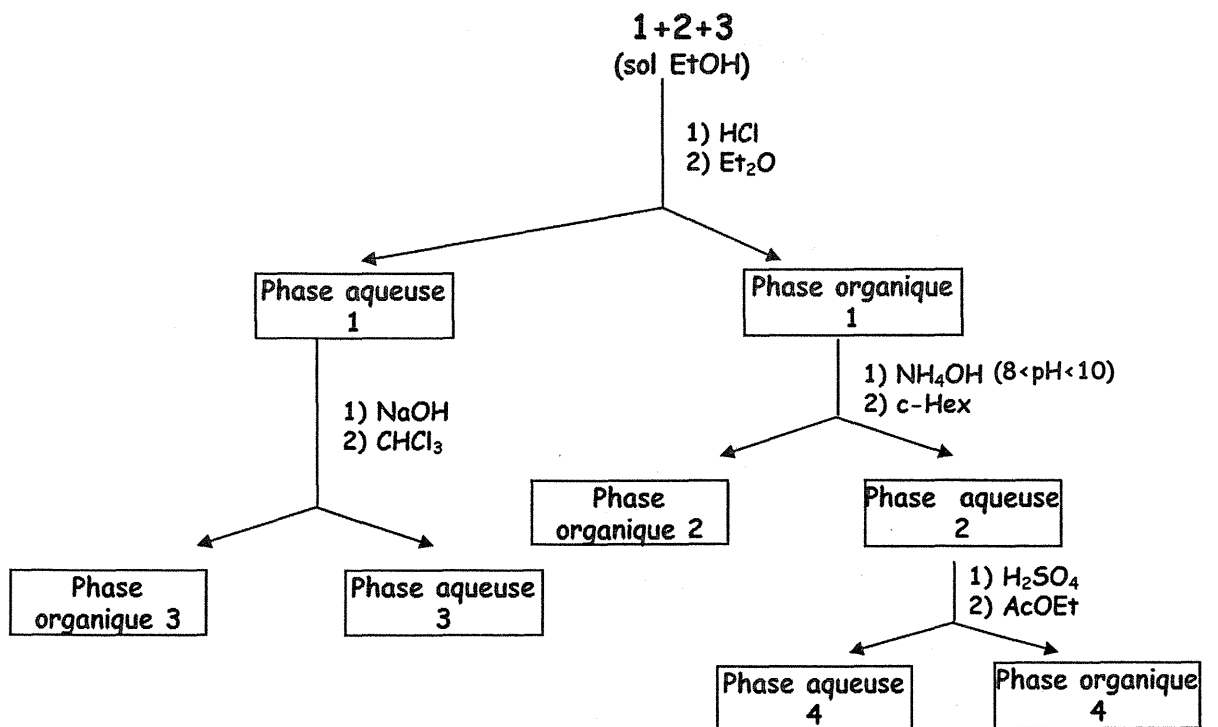 1+2+3
(sol EtOH)
1) HCl
2) Et₂O
Phase aqueuse
1
Phase organique
1
1) NaOH
2) CHCl₃
1) NH₄OH (8<pH<10)
2) c-Hex
Phase
organique 2
Phase aqueuse
2
Phase
organique 3
Phase aqueuse
3
1) H₂SO₄
2) AcOEt
Phase aqueuse
4
Phase organique
4